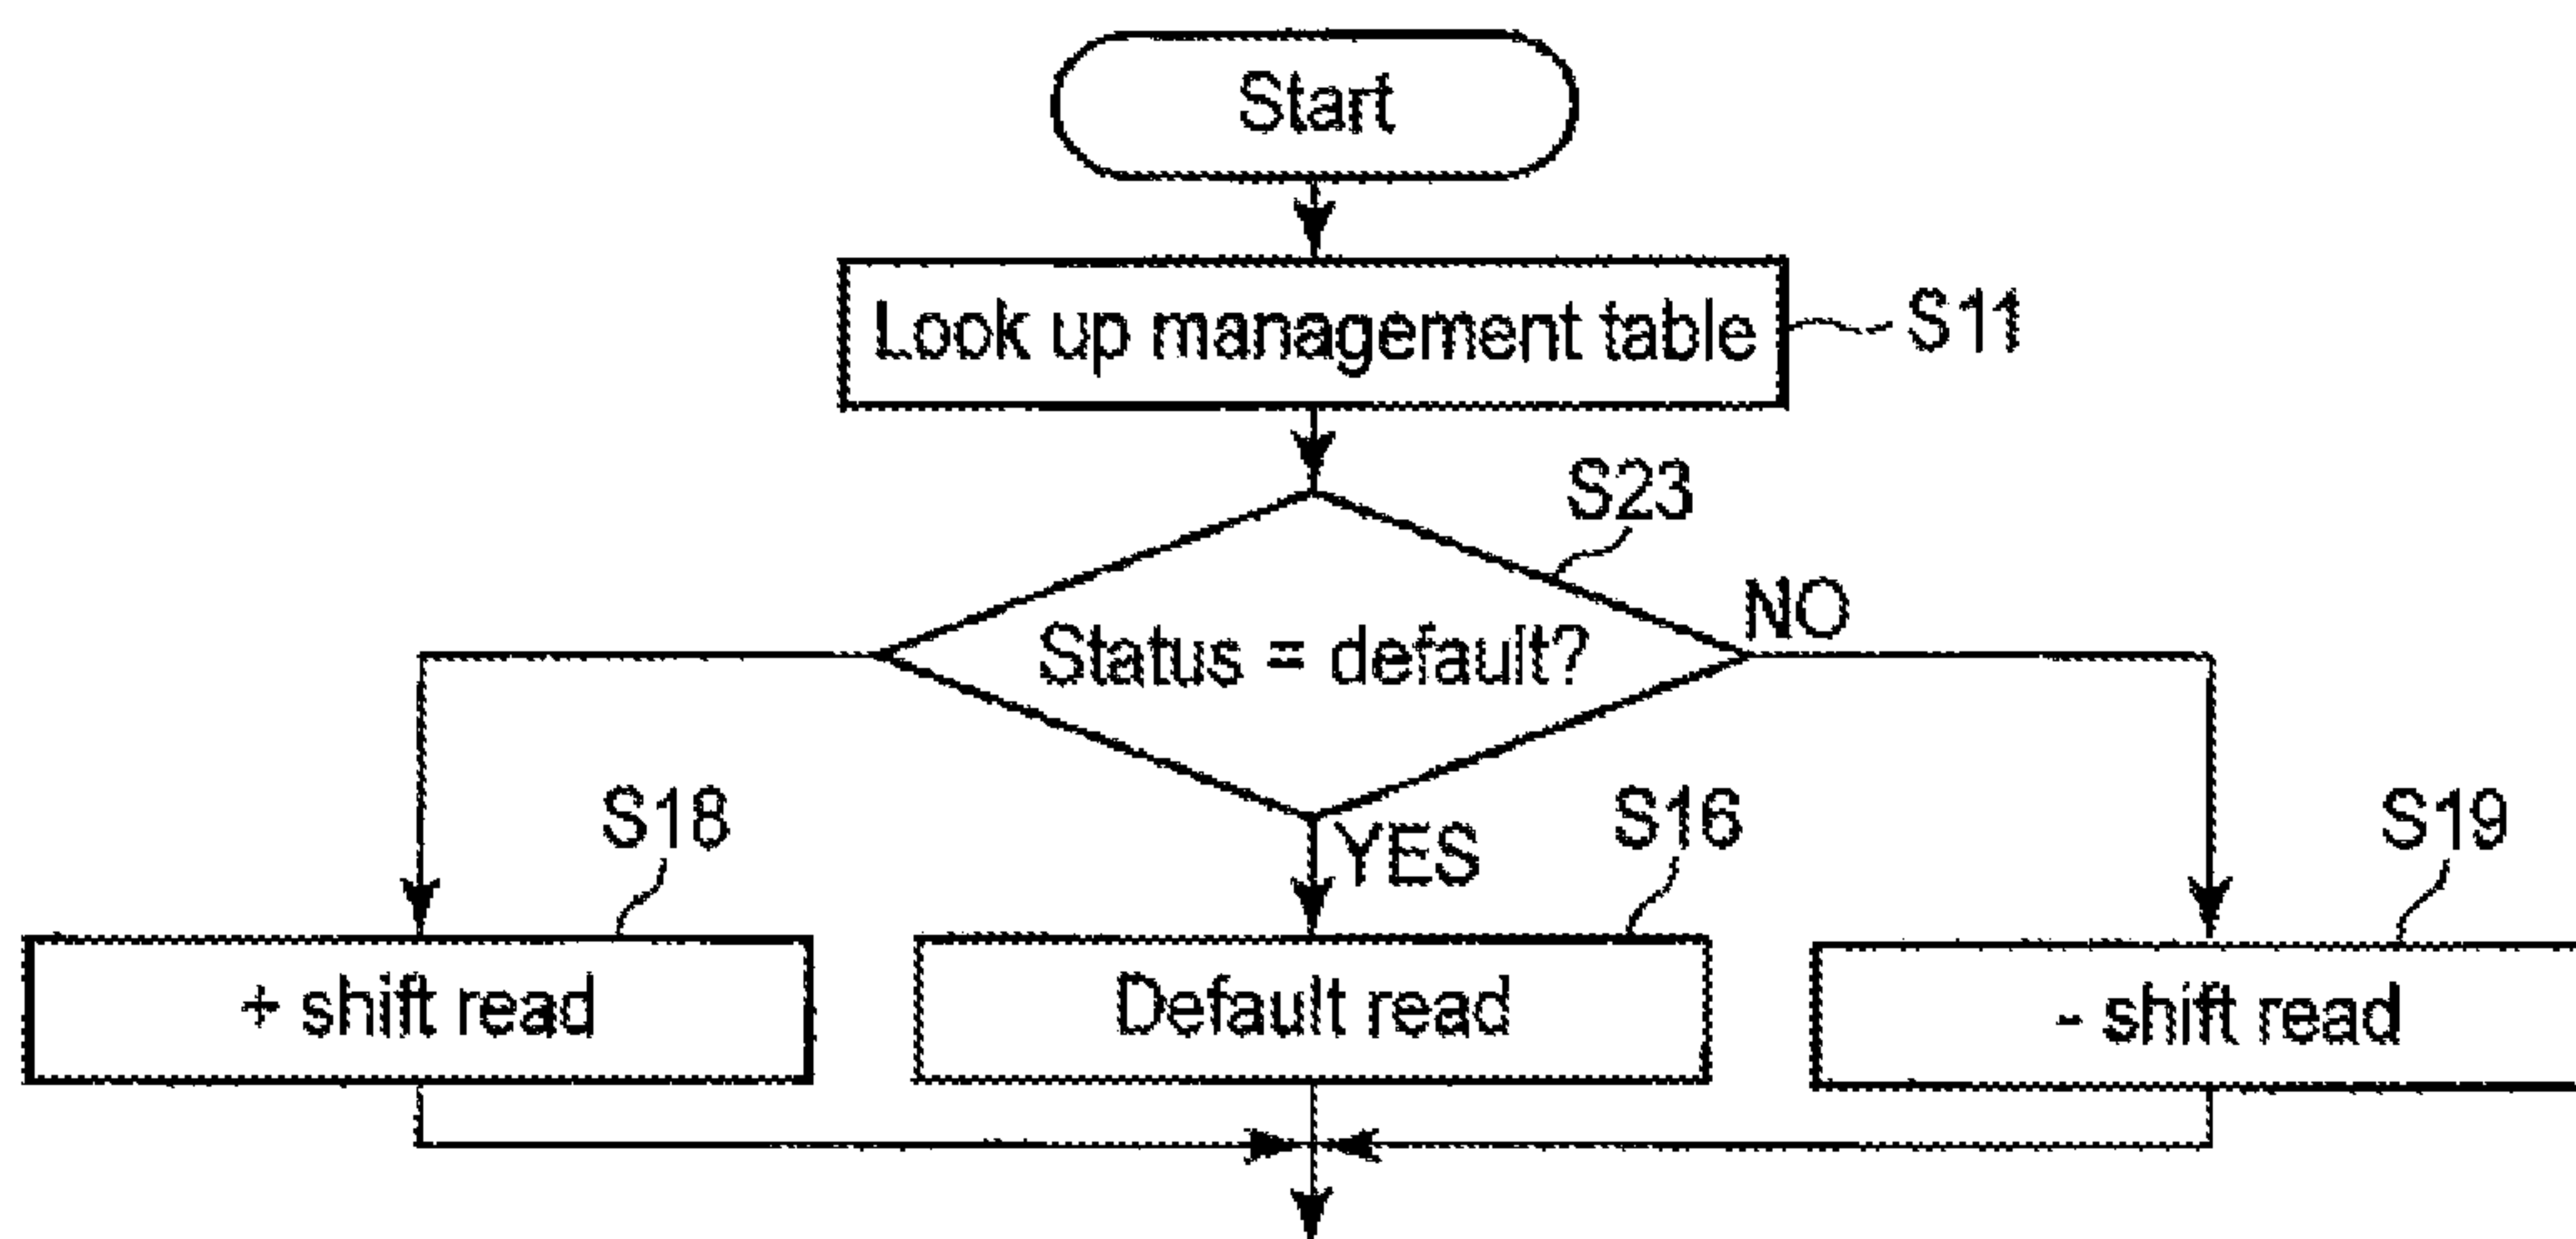 Start
Look up management table
S11
S23
Status = default?
NO
YES
S18
S16
S19
+ shift read
Default read
- shift read